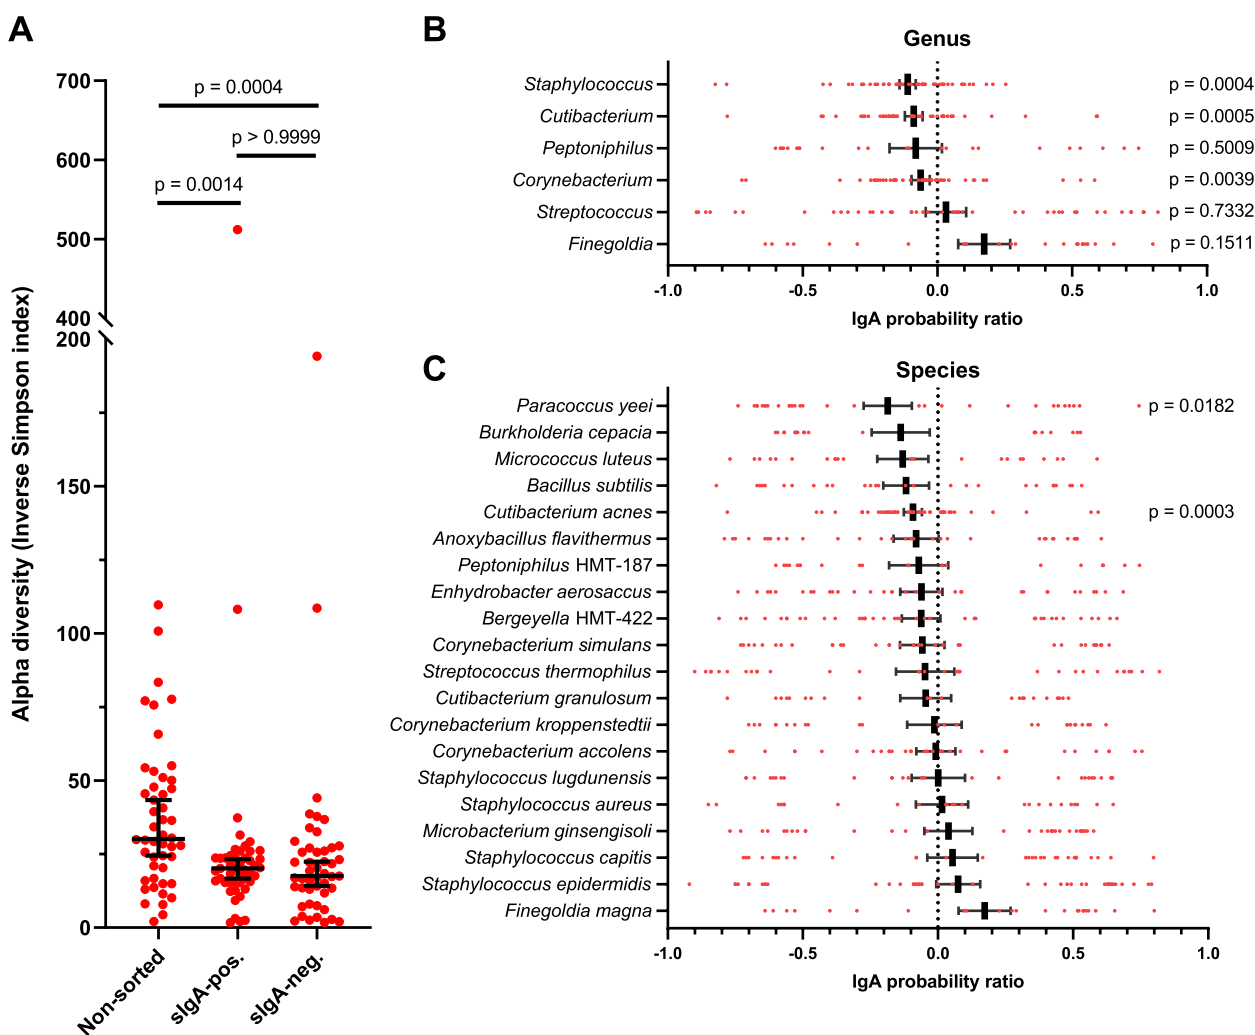 A
Alpha diversity (Inverse Simpson index)
700
600
500
400
200
150
100
50
0
p = 0.0004
p > 0.9999
p = 0.0014
Non-sorted
sIgA-pos.
sIgA-neg.
B
Genus
Staphylococcus p = 0.0004
Cutibacterium p = 0.0005
Peptoniphilus p = 0.5009
Corynebacterium p = 0.0039
Streptococcus p = 0.7332
Finegoldia p = 0.1511
-1.0 -0.5 0.0 0.5 1.0
IgA probability ratio
C
Species
Paracoccus yeei p = 0.0182
Burkholderia cepacia
Micrococcus luteus
Bacillus subtilis
Cutibacterium acnes p = 0.0003
Anoxybacillus flavithermus
Peptoniphilus HMT-187
Enhydrobacter aerosaccus
Bergeyella HMT-422
Corynebacterium simulans
Streptococcus thermophilus
Cutibacterium granulosum
Corynebacterium kroppenstedtii
Corynebacterium accolens
Staphylococcus lugdunensis
Staphylococcus aureus
Microbacterium ginsengisoli
Staphylococcus capitis
Staphylococcus epidermidis
Finegoldia magna
-1.0 -0.5 0.0 0.5 1.0
IgA probability ratio